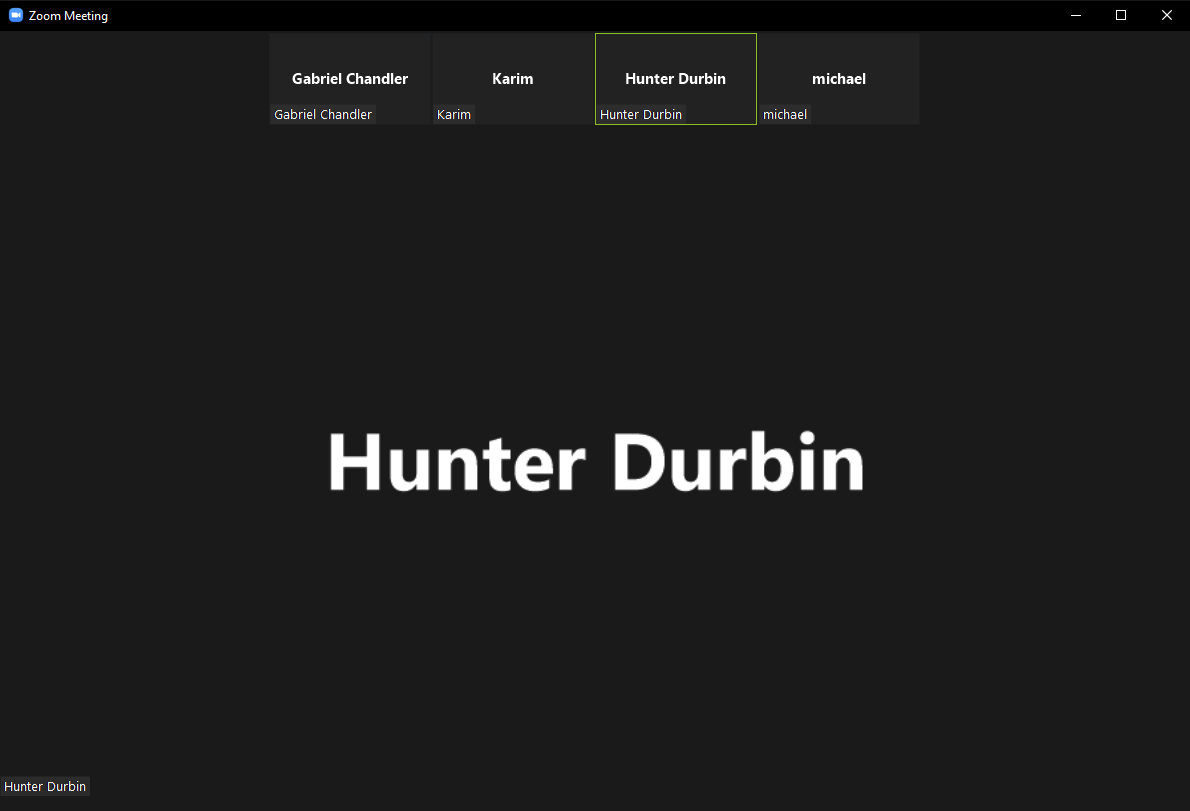 Zoom Meeting
Gabriel Chandler
Karim
Hunter Durbin
michael
Gabriel Chandler
Karim
Hunter Durbin
michael
Hunter Durbin
Hunter Durbin